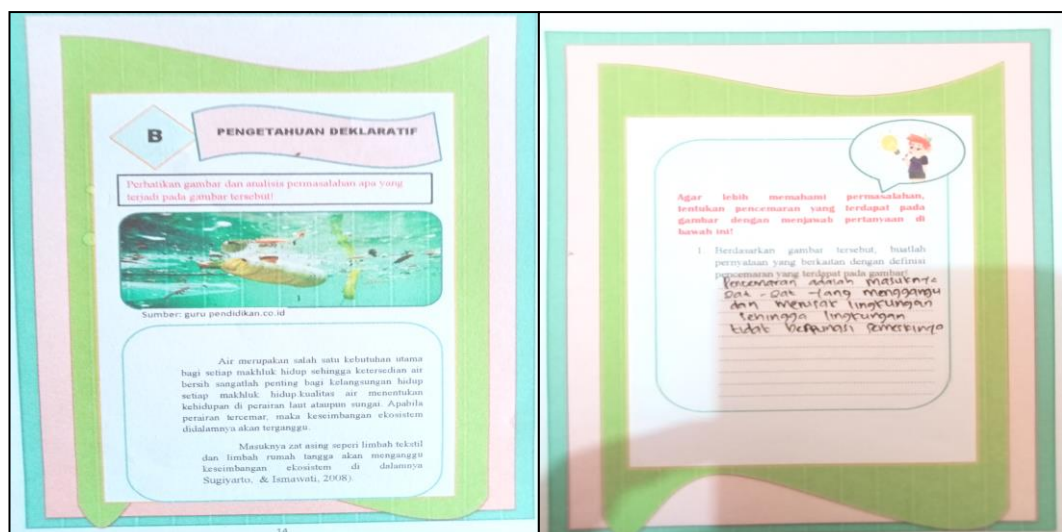 B
PENGETAHUAN DEKLARATIF
Perhatikan gambar dan analisis permasalahan apa yang
terjadi pada gambar tersebut!
Sumber: guru pendidikan.co.id
Air merupakan salah satu kebutuhan utama
bagi setiap makhluk hidup sehingga ketersedian air
bersih sangatlah penting bagi kelangsungan hidup
setiap makhluk hidup.kualitas air menentukan
kehidupan di perairan laut ataupun sungai. Apabila
perairan tercemar, maka keseimbangan ekosistem
didalamnya akan terganggu.
Masuknya zat asing seperi limbah tekstil
dan limbah rumah tangga akan menganggu
keseimbangan ekosistem di dalamnya
Sugiyarto, & Ismawati, 2008).
14
Agar lebih memahami permasalahan,
tentukan pencemaran yang terdapat pada
gambar dengan menjawab pertanyaan di
bawah ini!
1. Berdasarkan gambar tersebut, buatlah
pernyataan yang berkaitan dengan definisi
pencemaran yang terdapat pada gambar!
Pencemaran adalah masuknya
zat - zat yang menggangu
dan merusak lingkungan
sehingga lingkungan
tidak berfungsi semestinya